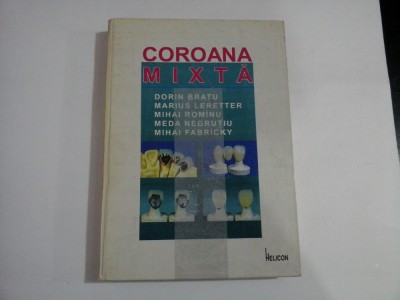 COROANA
MIXTĂ
DORIN BRATU
MARIUS LERETTER
MIHAI ROMÎNU
MEDA NEGRUȚIU
MIHAI FABRICKY
HELICON